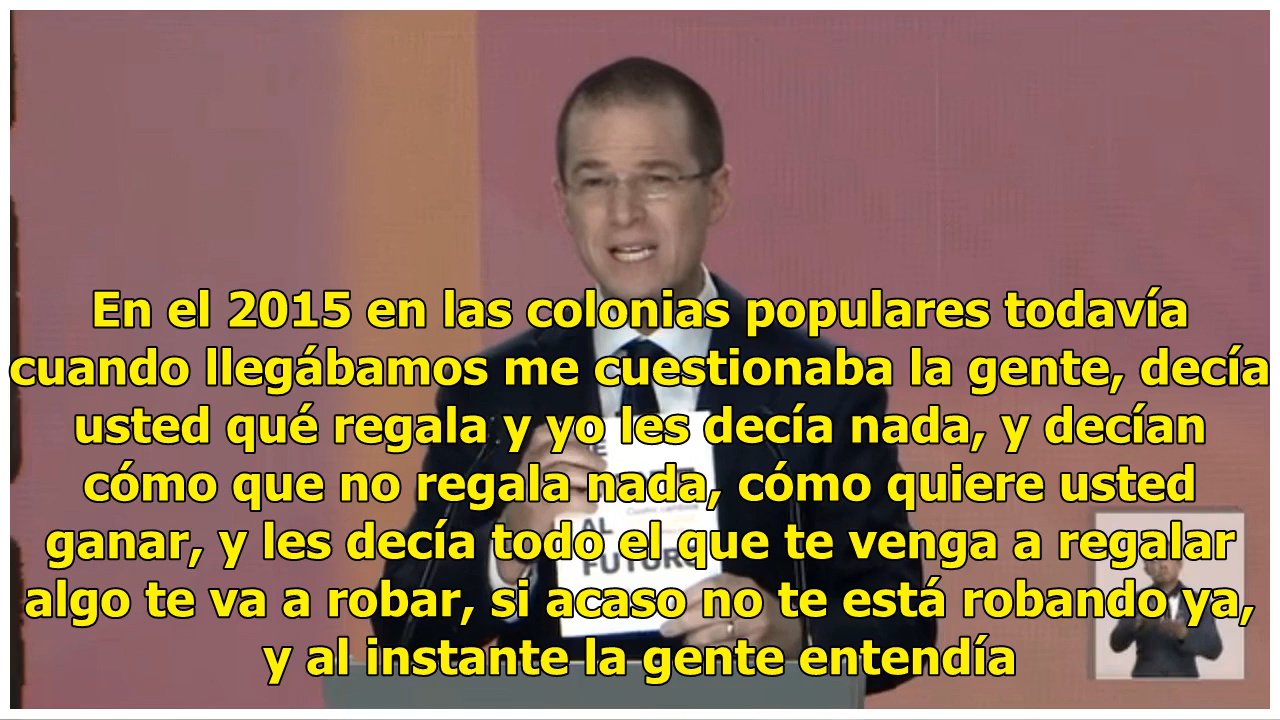 En el 2015 en las colonias populares todavía
cuando llegábamos me cuestionaba la gente, decía
usted qué regala y yo les decía nada, y decían
cómo que no regala nada, cómo quiere usted
ganar, y les decía todo el que te venga a regalar
algo te va a robar, si acaso no te está robando ya,
y al instante la gente entendía
AL
FUTURO